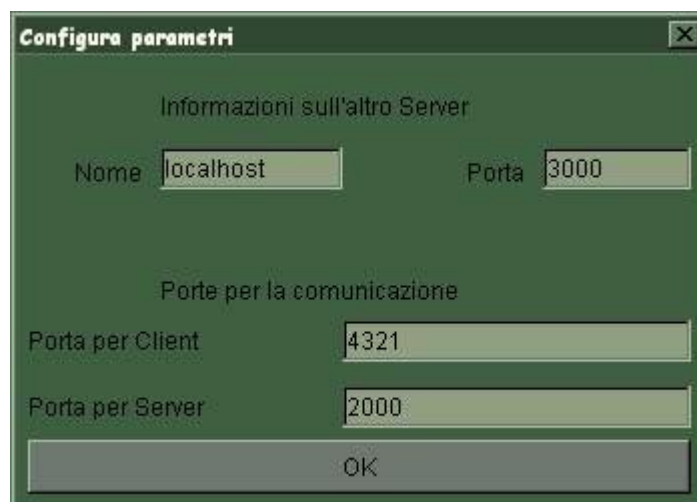 Configura parametri
Informazioni sull'altro Server
Nome localhost Porta 3000
Porte per la comunicazione
Porta per Client 4321
Porta per Server 2000
OK